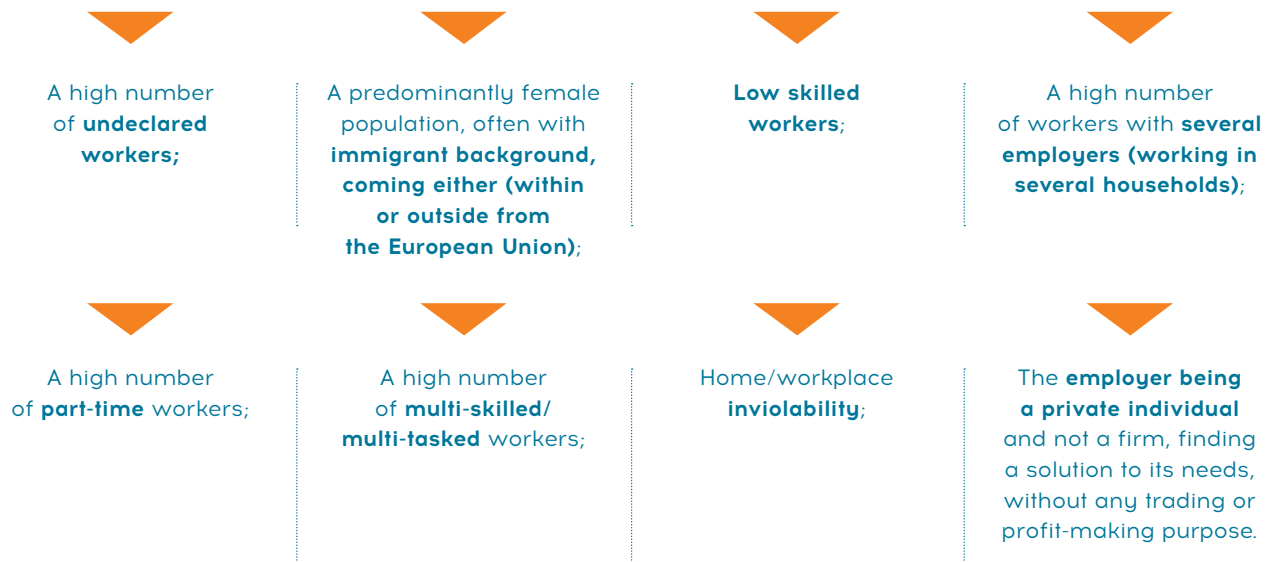 A high number
of undeclared
workers;
A predominantly female
population, often with
immigrant background,
coming either (within
or outside from
the European Union);
Low skilled
workers;
A high number
of workers with several
employers (working in
several households);
A high number
of part-time workers;
A high number
of multi-skilled/
multi-tasked workers;
Home/workplace
inviolability;
The employer being
a private individual
and not a firm, finding
a solution to its needs,
without any trading or
profit-making purpose.